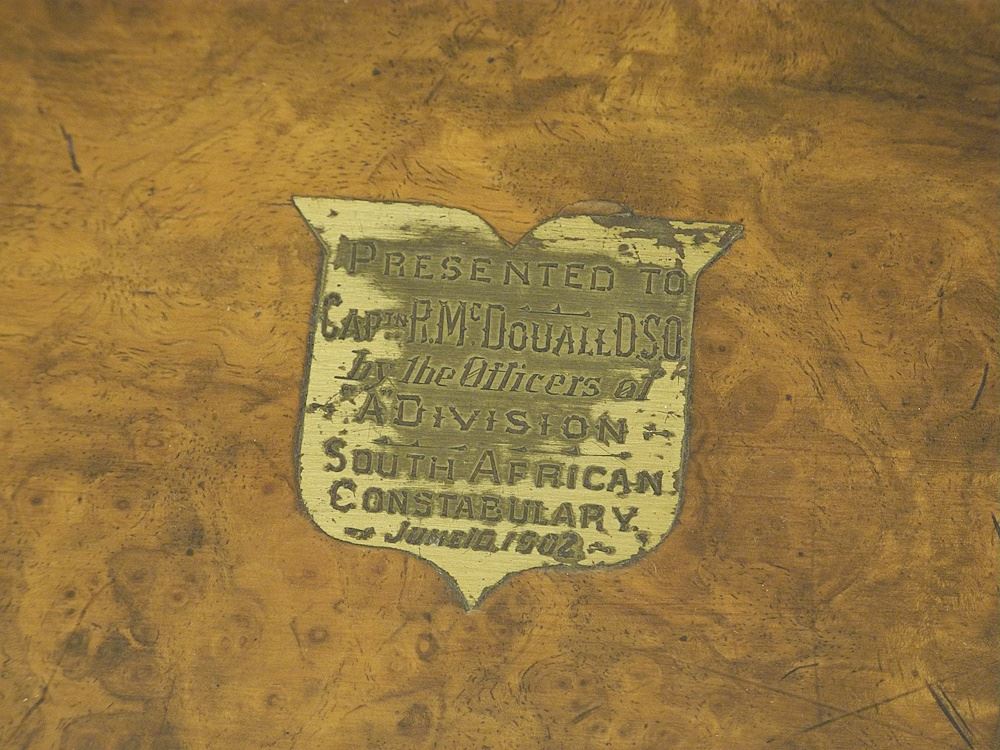 PRESENTED TO
CAPTN R. McDOUALL D.S.O.
by the Officers of
"A" DIVISION
SOUTH AFRICAN
CONSTABULARY.
June 10, 1902.